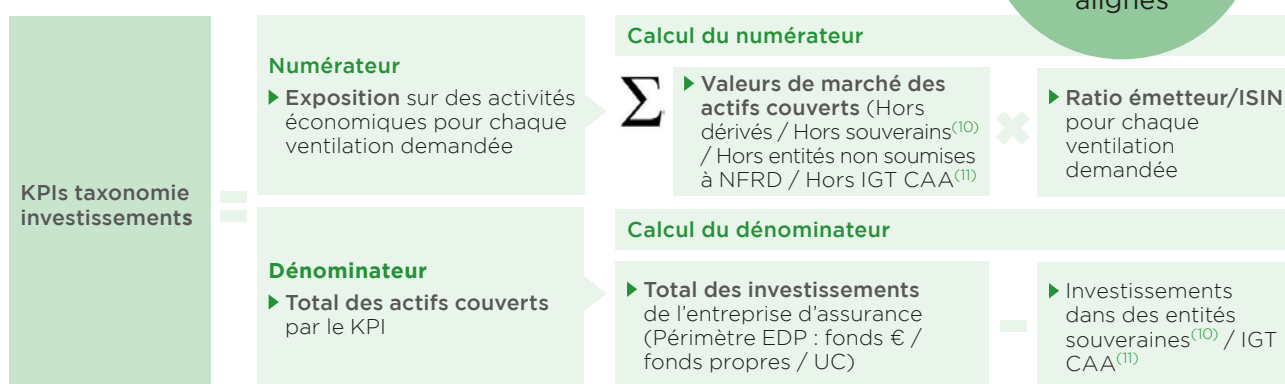 alignés
KPIs taxonomie
investissements
Numérateur
Exposition sur des activités
économiques pour chaque
ventilation demandée
Calcul du numérateur
Σ
Valeurs de marché des
actifs couverts (Hors
dérivés / Hors souverains(10)
/ Hors entités non soumises
à NFRD / Hors IGT CAA(11)
Ratio émetteur/ISIN
pour chaque
ventilation
demandée
Dénominateur
Total des actifs couverts
par le KPI
Calcul du dénominateur
Total des investissements
de l'entreprise d'assurance
(Périmètre EDP : fonds € /
fonds propres / UC)
Investissements
dans des entités
souveraines(10) / IGT
CAA(11)